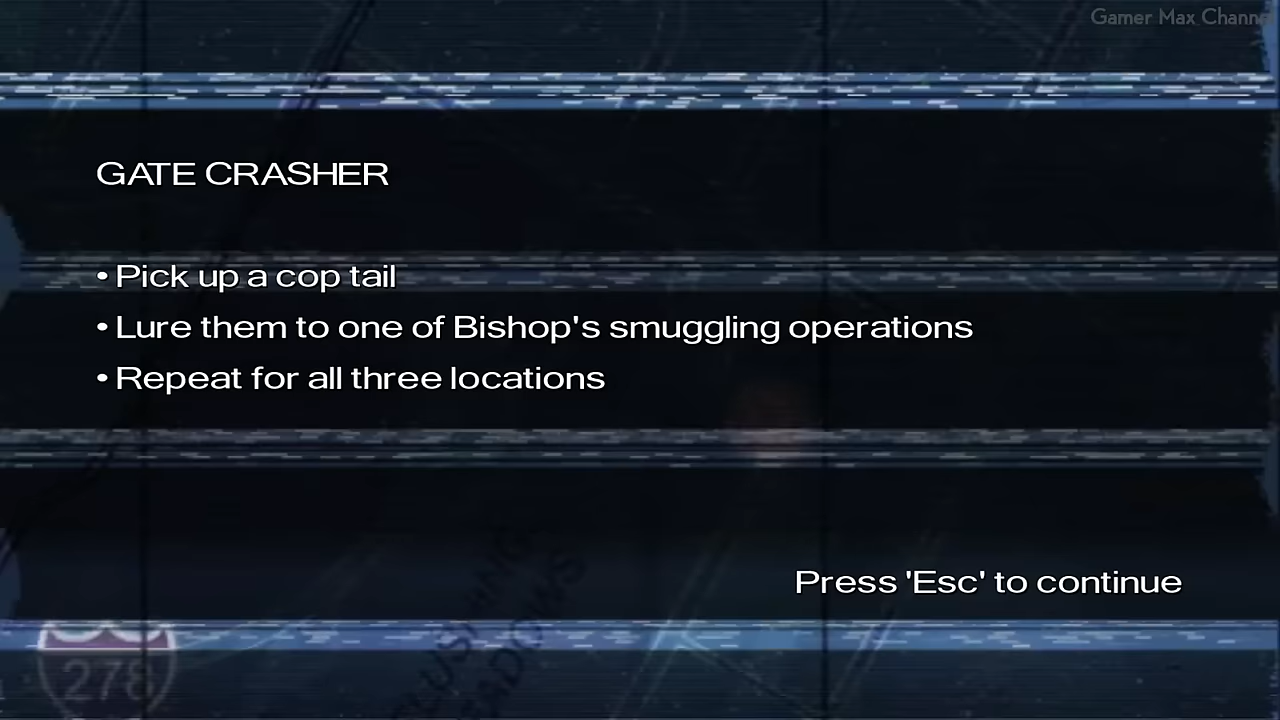 Gamer Max Channel
GATE CRASHER
• Pick up a cop tail
• Lure them to one of Bishop's smuggling operations
• Repeat for all three locations
Press 'Esc' to continue
278